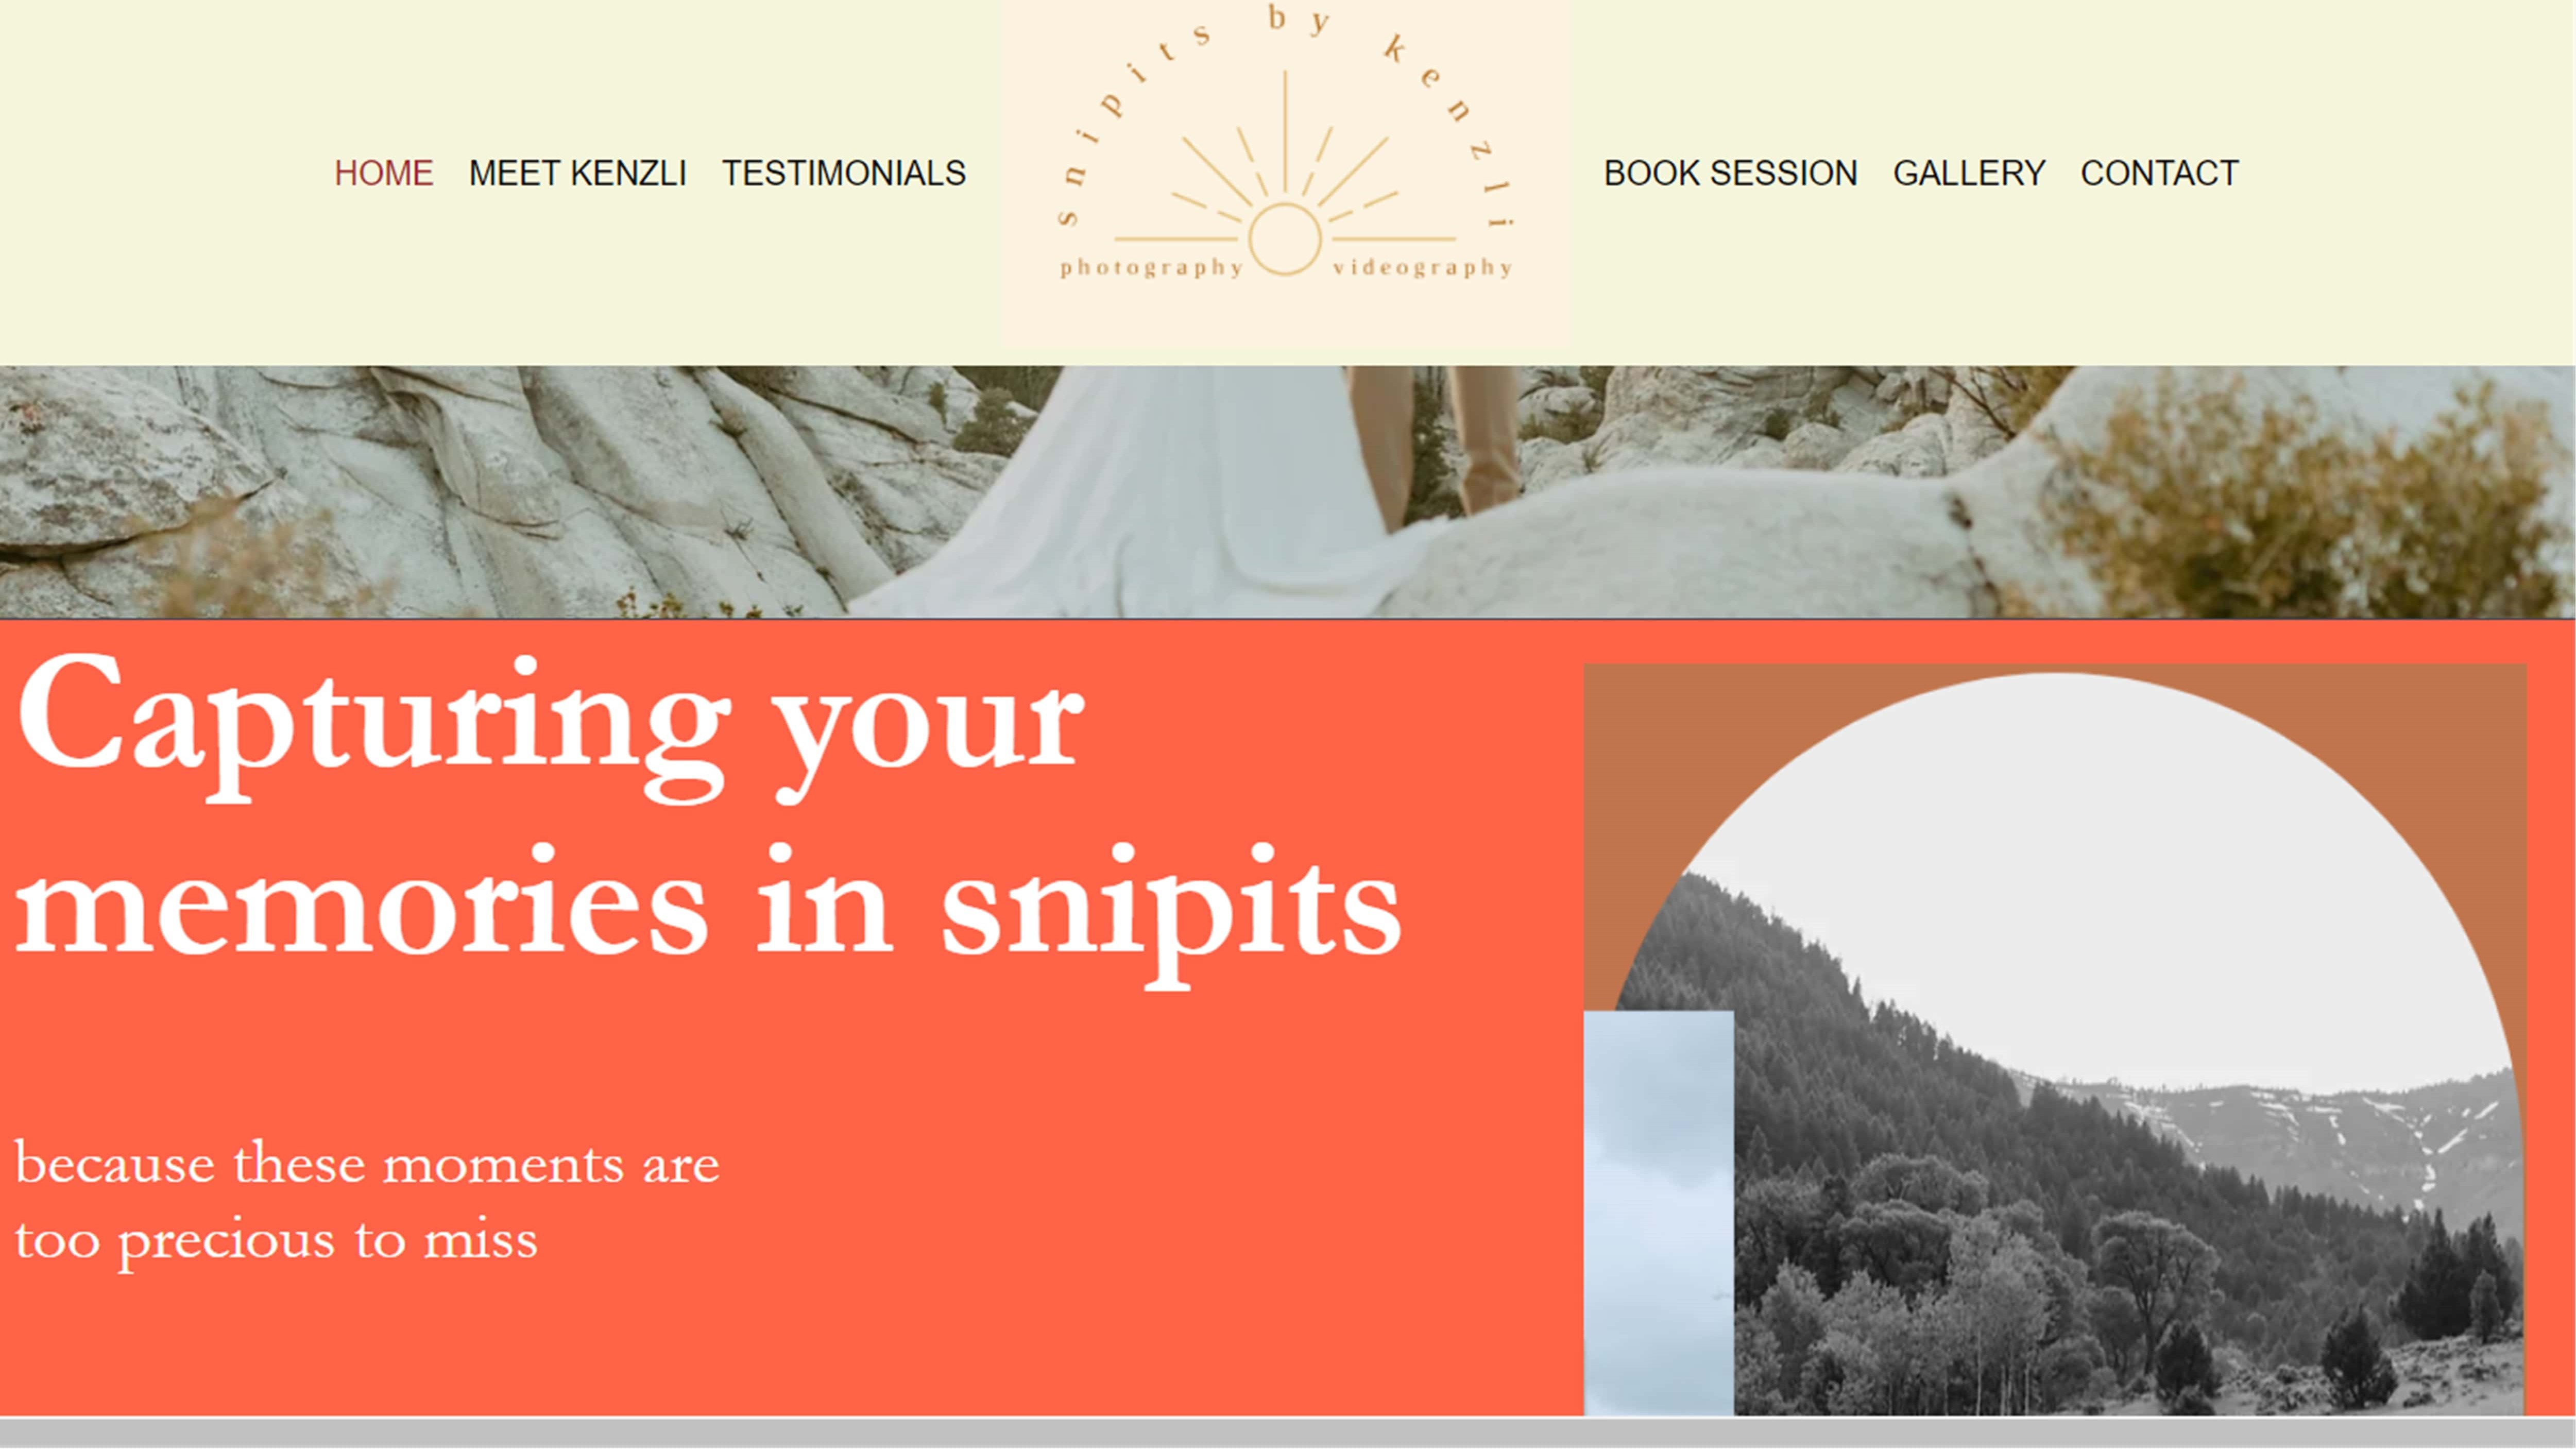 HOME MEET KENZLI TESTIMONIALS
snipits by kenzli
photography videography
BOOK SESSION GALLERY CONTACT
Capturing your
memories in snipits
because these moments are
too precious to miss